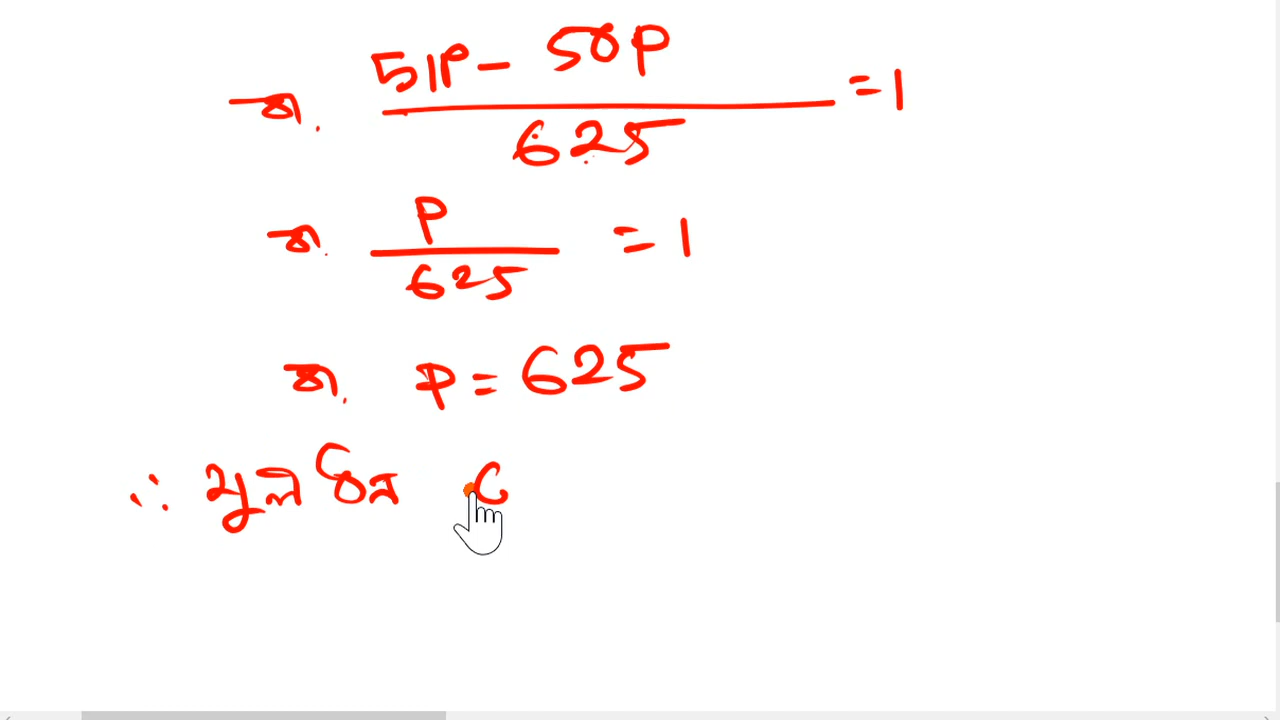 বা, 51P - 50P = 1
625
বা, P = 1
625
বা, P = 625
∴ মূলধন